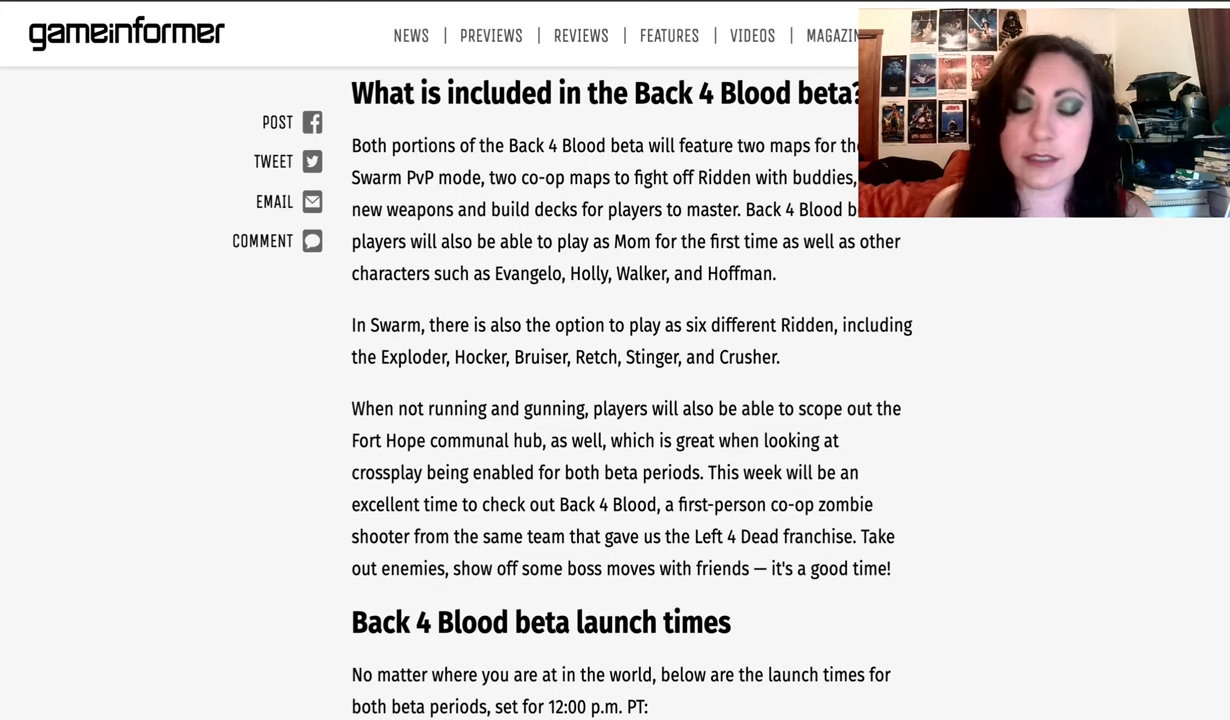 gameinformer
NEWS | PREVIEWS | REVIEWS | FEATURES | VIDEOS |
What is included in the Back 4 Blood beta?
POST
Both portions of the Back 4 Blood beta will feature two maps for the
TWEET
Swarm PvP mode, two co-op maps to fight off Ridden with buddies,
EMAIL
new weapons and build decks for players to master. Back 4 Blood
COMMENT
players will also be able to play as Mom for the first time as well as other
characters such as Evangelo, Holly, Walker, and Hoffman.
In Swarm, there is also the option to play as six different Ridden, including
the Exploder, Hocker, Bruiser, Retch, Stinger, and Crusher.
When not running and gunning, players will also be able to scope out the
Fort Hope communal hub, as well, which is great when looking at
crossplay being enabled for both beta periods. This week will be an
excellent time to check out Back 4 Blood, a first-person co-op zombie
shooter from the same team that gave us the Left 4 Dead franchise. Take
out enemies, show off some boss moves with friends — it's a good time!
Back 4 Blood beta launch times
No matter where you are at in the world, below are the launch times for
both beta periods, set for 12:00 p.m. PT:
JAWS